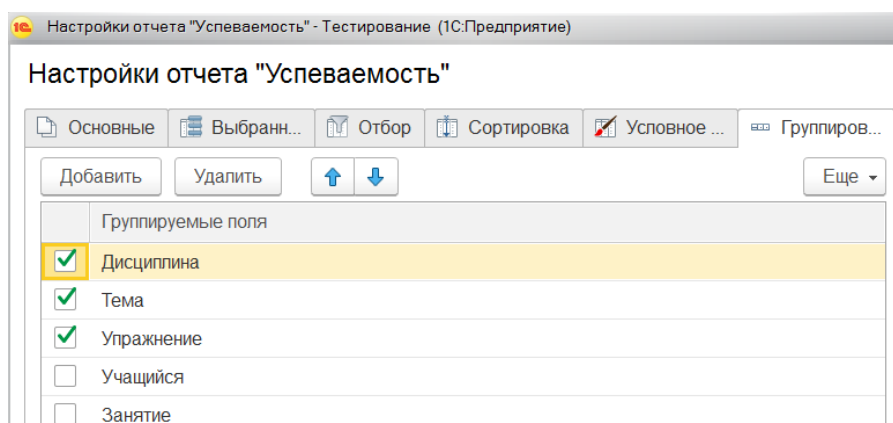 1С Настройки отчета "Успеваемость" - Тестирование (1С:Предприятие)
Настройки отчета "Успеваемость"
Основные Выбранн... Отбор Сортировка Условное ... Группиров...
Добавить Удалить Еще
Группируемые поля
Дисциплина
Тема
Упражнение
Учащийся
Занятие